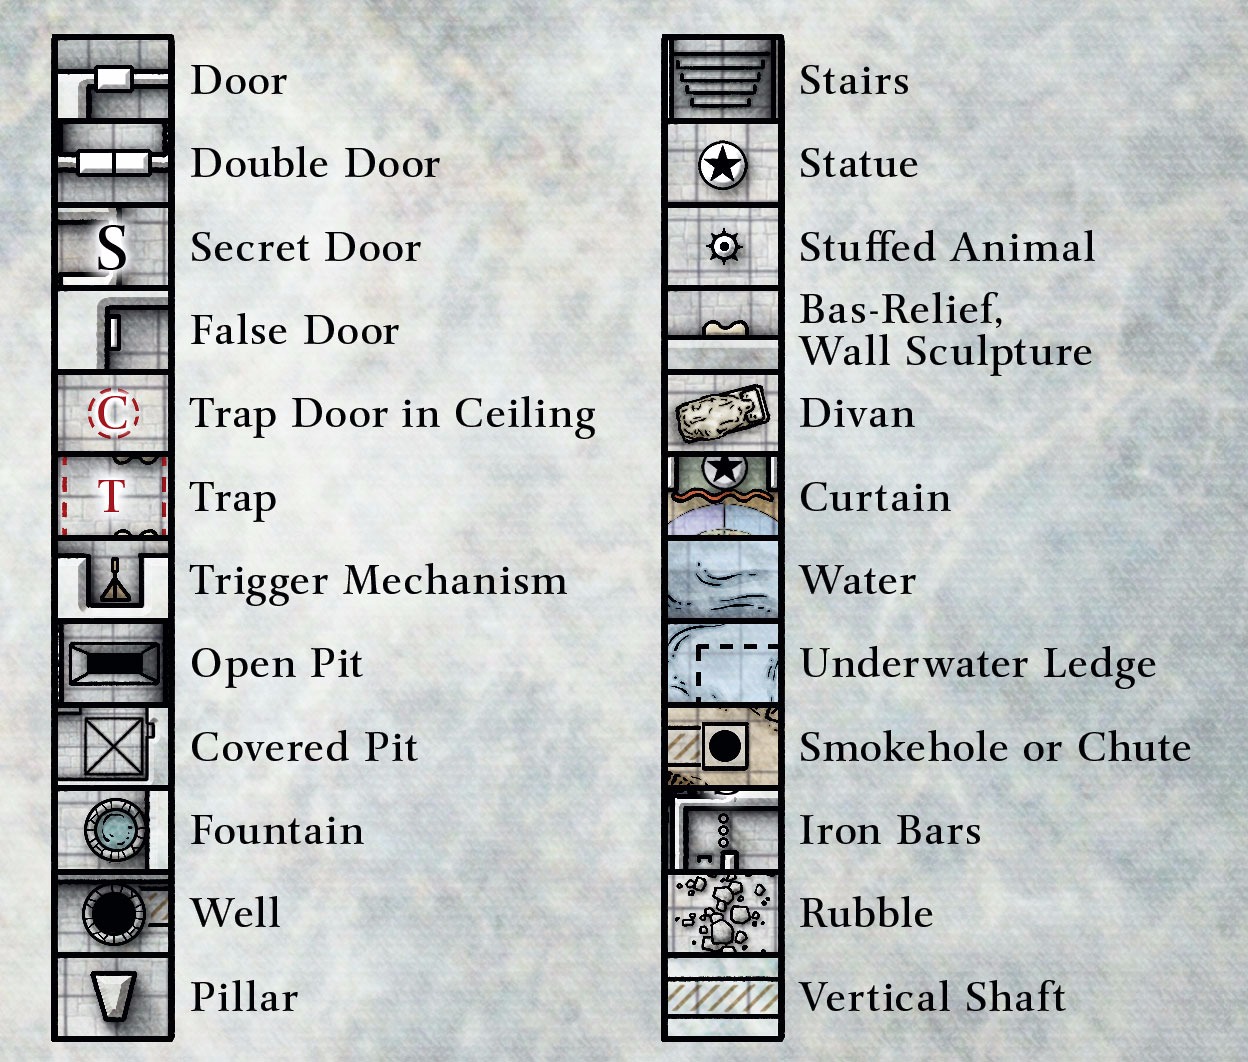 Door
Double Door
S
Secret Door
False Door
C
Trap Door in Ceiling
T
Trap
Trigger Mechanism
Open Pit
Covered Pit
Fountain
Well
Pillar
Stairs
Statue
Stuffed Animal
Bas-Relief,
Wall Sculpture
Divan
Curtain
Water
Underwater Ledge
Smokehole or Chute
Iron Bars
Rubble
Vertical Shaft